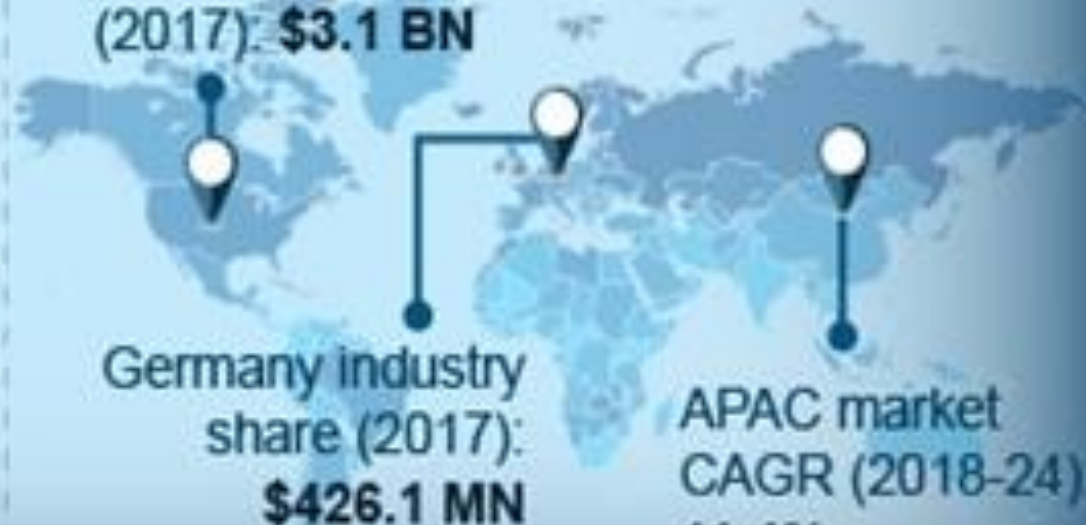 (2017): $3.1 BN
Germany industry
share (2017):
$426.1 MN
APAC market
CAGR (2018-24)